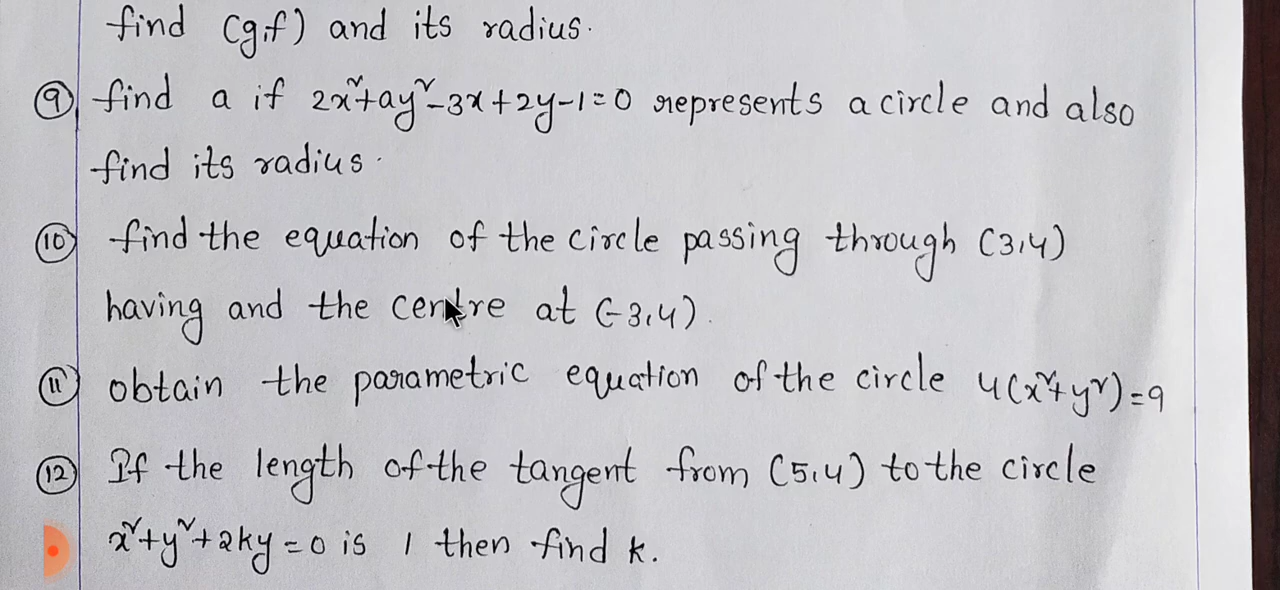 find (g,f) and its radius.
⑨ find a if 2x²+ay²-3x+2y-1=0 represents a circle and also
find its radius.
⑩ find the equation of the circle passing through (3,4)
having and the centre at (-3,4).
⑪ obtain the parametric equation of the circle 4(x²+y²)=9
⑫ If the length of the tangent from (5,4) to the circle
x²+y²+2ky=0 is 1 then find k.